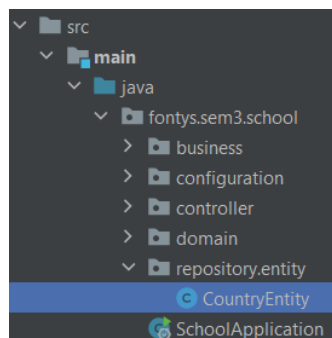 src
main
java
fontys.sem3.school
business
configuration
controller
domain
repository.entity
CountryEntity
SchoolApplication